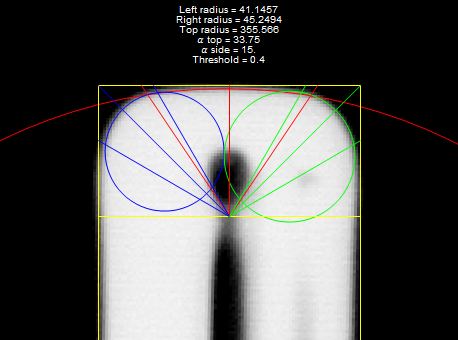 Left radius = 41.1457
Right radius = 45.2494
Top radius = 355.566
α top = 33.75
α side = 15.
Threshold = 0.4